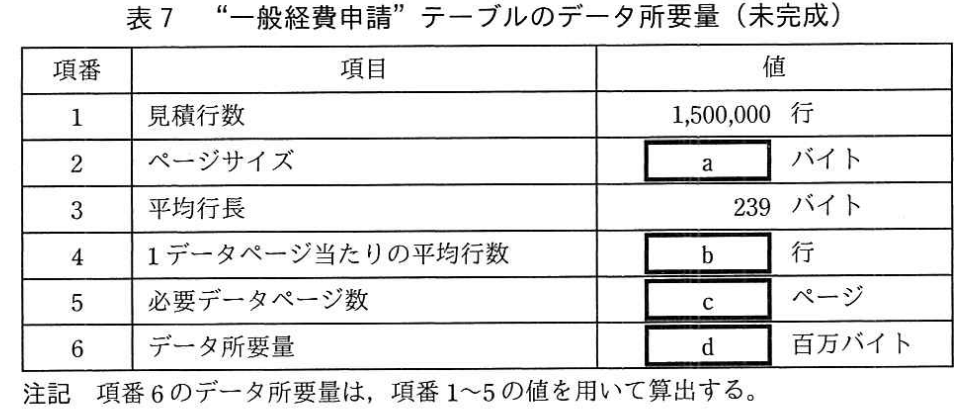 表7 “一般経費申請”テーブルのデータ所要量（未完成）
項番 項目 値
1 見積行数 1,500,000 行
2 ページサイズ a バイト
3 平均行長 239 バイト
4 1データページ当たりの平均行数 b 行
5 必要データページ数 c ページ
6 データ所要量 d 百万バイト
注記 項番6のデータ所要量は，項番1～5の値を用いて算出する。